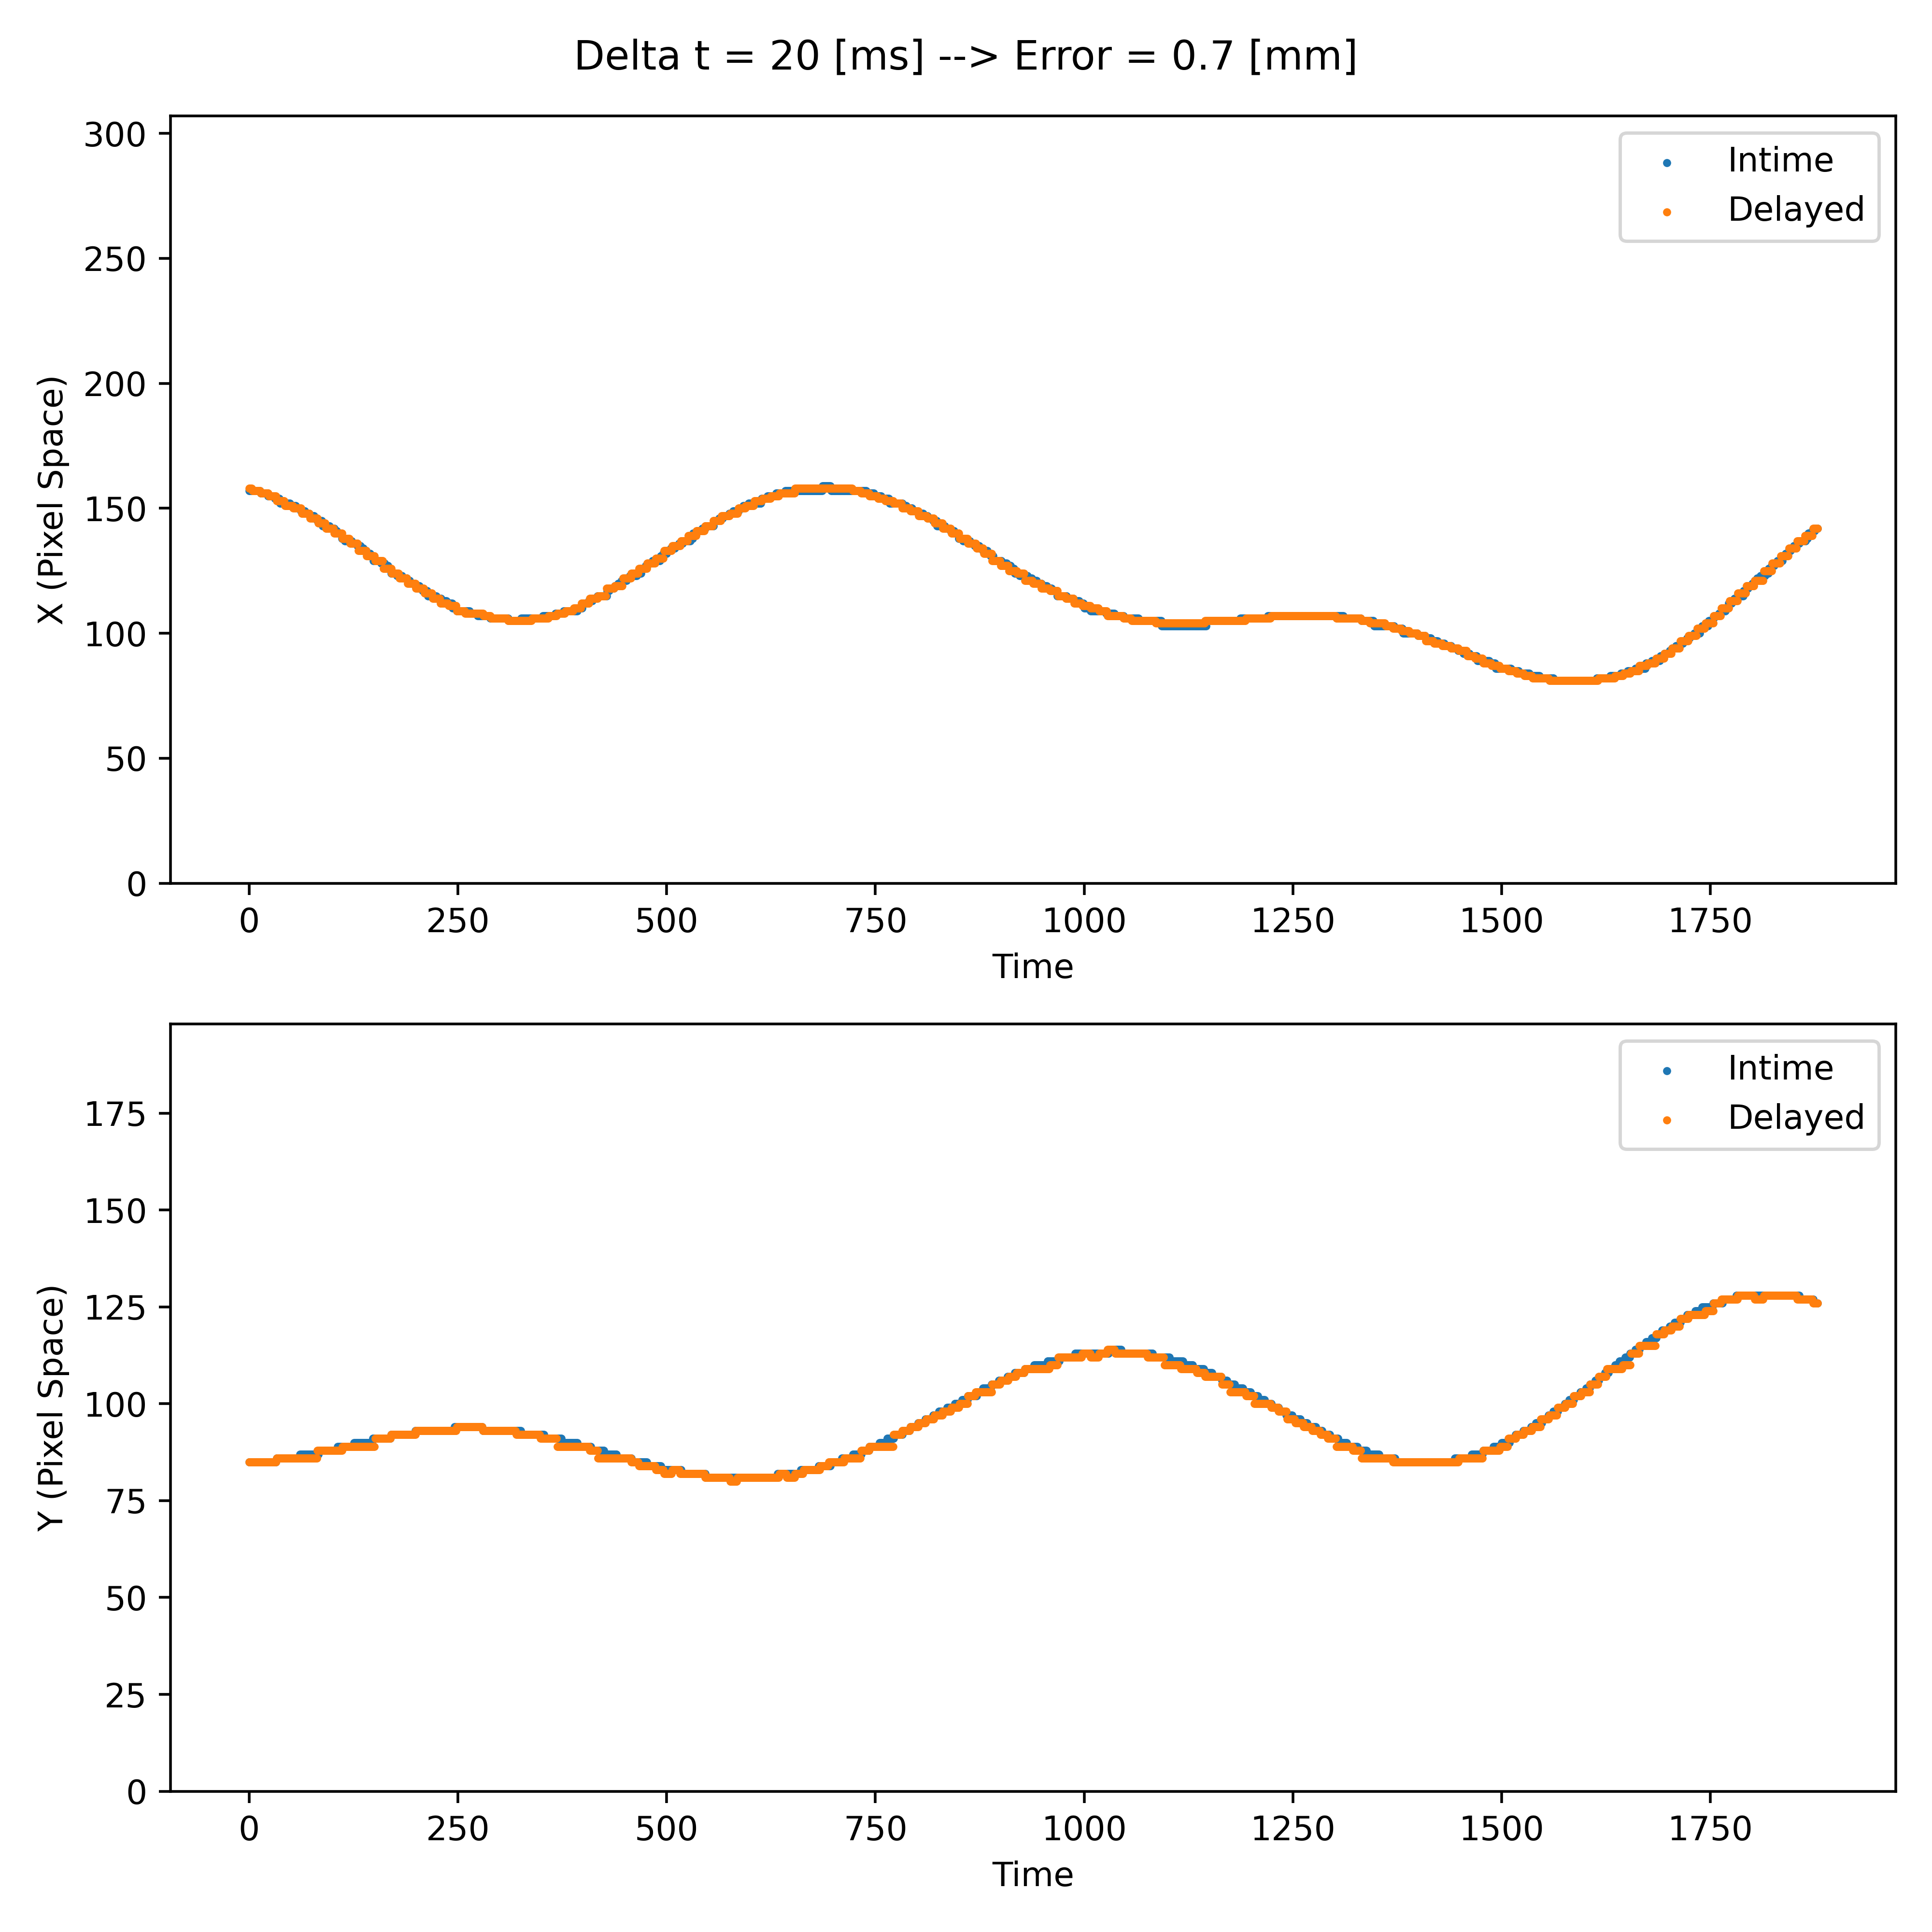 Delta t = 20 [ms] --> Error = 0.7 [mm]
300
250
200
150
100
50
0
X (Pixel Space)
Intime
Delayed
0 250 500 750 1000 1250 1500 1750
Time
175
150
125
100
75
50
25
0
Y (Pixel Space)
Intime
Delayed
0 250 500 750 1000 1250 1500 1750
Time